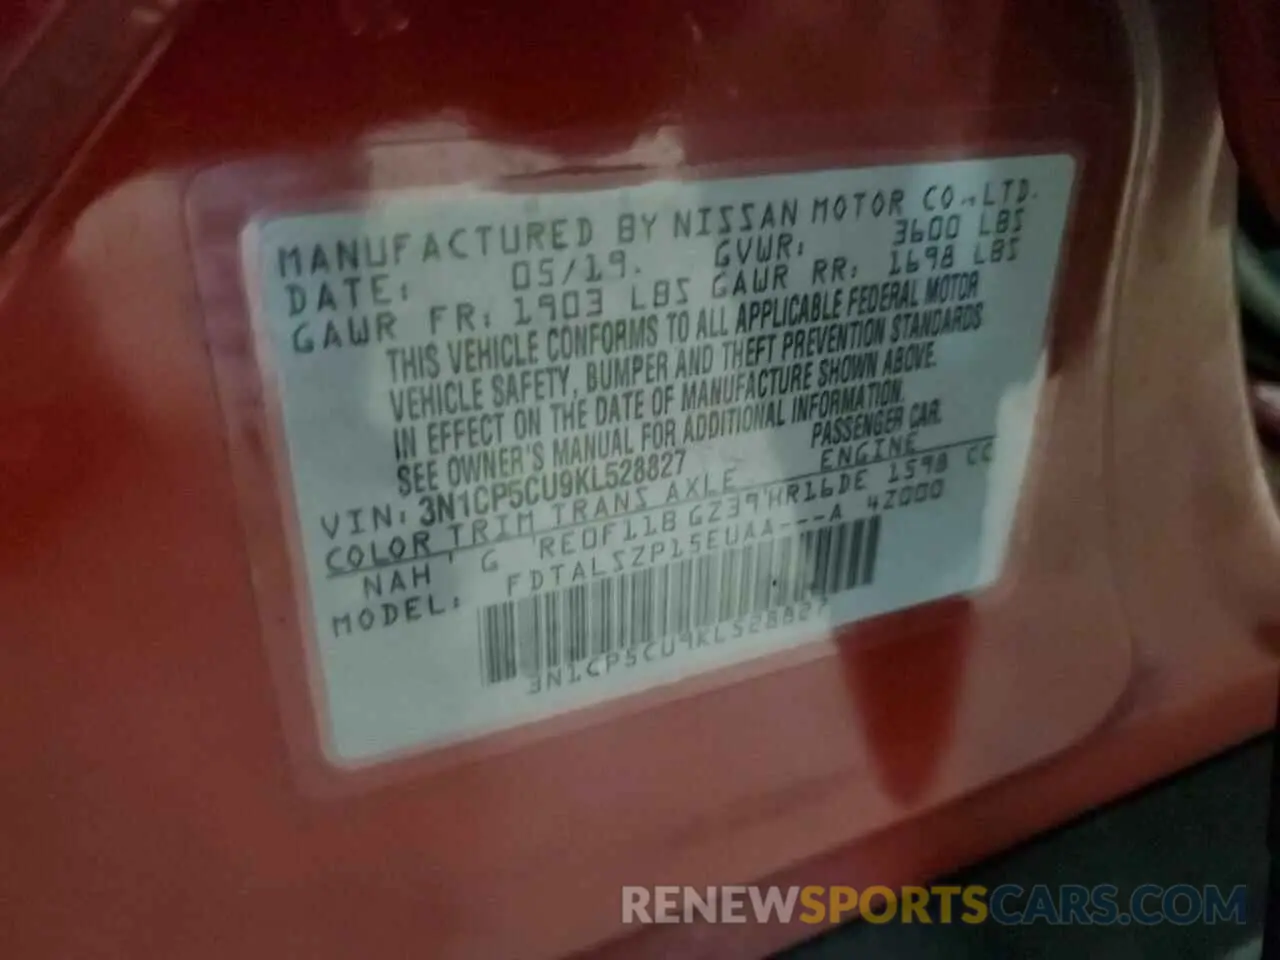 MANUFACTURED BY NISSAN MOTOR CO.,LTD.
DATE: 05/19. GVWR: 3600 LBS
GAWR FR: 1903 LBS GAWR RR: 1698 LBS
THIS VEHICLE CONFORMS TO ALL APPLICABLE FEDERAL MOTOR
VEHICLE SAFETY, BUMPER AND THEFT PREVENTION STANDARDS
IN EFFECT ON THE DATE OF MANUFACTURE SHOWN ABOVE.
SEE OWNER'S MANUAL FOR ADDITIONAL INFORMATION.
VIN: 3N1CP5CU9KL528827 PASSENGER CAR.
COLOR TRIM TRANS AXLE ENGINE
NAH G RE0F11B GZ39 HR16DE 1598 CC
MODEL: FDTALSZP15EUAA---A 4Z000
3N1CP5CU9KL528827
RENEWSPORTSCARS.COM